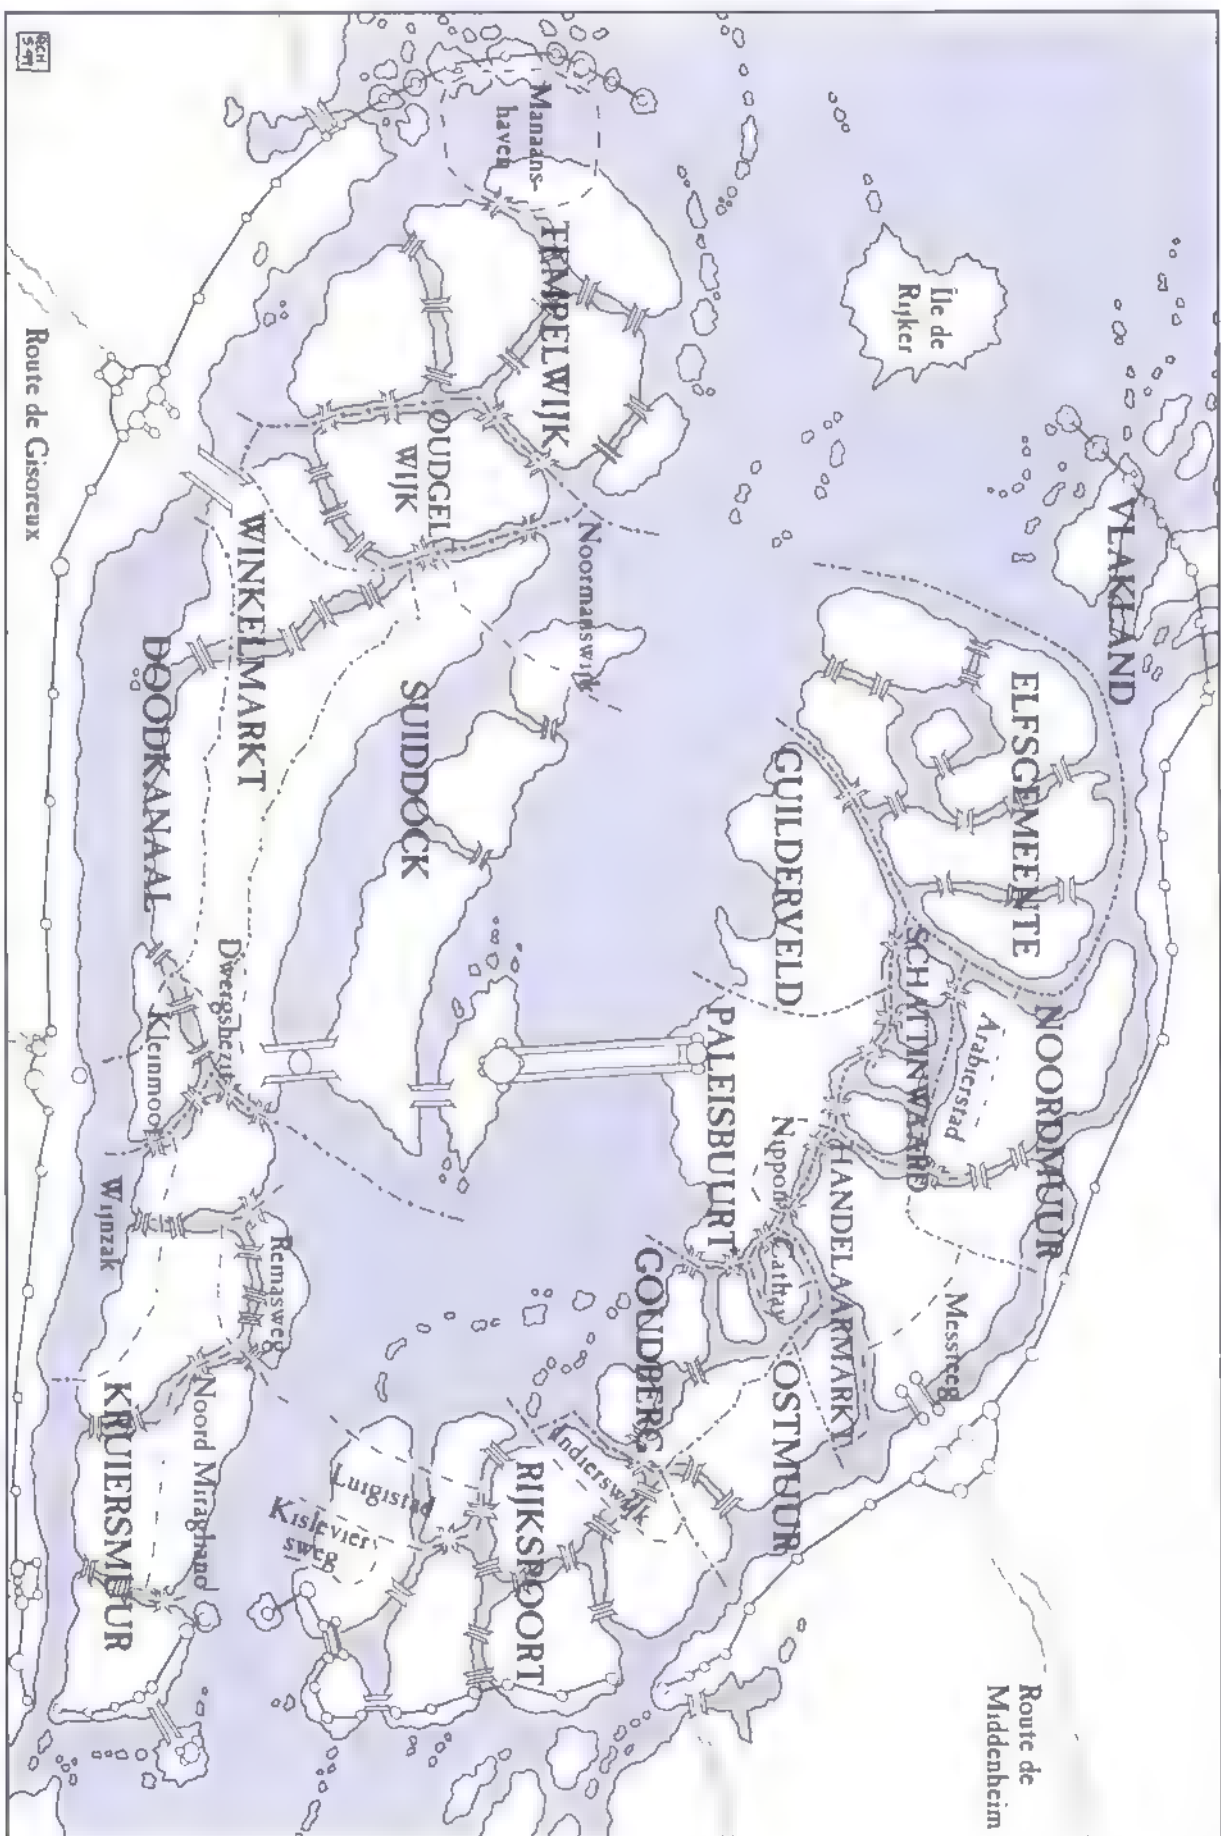 VLAKLAND
Île de
Rijker
ELFSGEMEENTE
NOORDMUUR
Arabierstad
SCHATTINWAARD
Messteeg
Route de
Middenheim
GUILDERVELD
HANDELAARMARKT
Nippon
Cathay
PALEISBUURT
OSTMUUR
GOUDBERG
Indierswijk
RIJKSPOORT
Luigistad
Kislevier
sweg
Manaans-
haven
TEMPELWIJK
Noormanswijk
OUDGEL
WIJK
SUIDDOCK
WINKELMARKT
DOODKANAAL
Dwergsbezit
Kleinmoot
Remasweg
Wijnzak
Noord Miragliano
KRUIERSMUUR
Route de Gisoreux